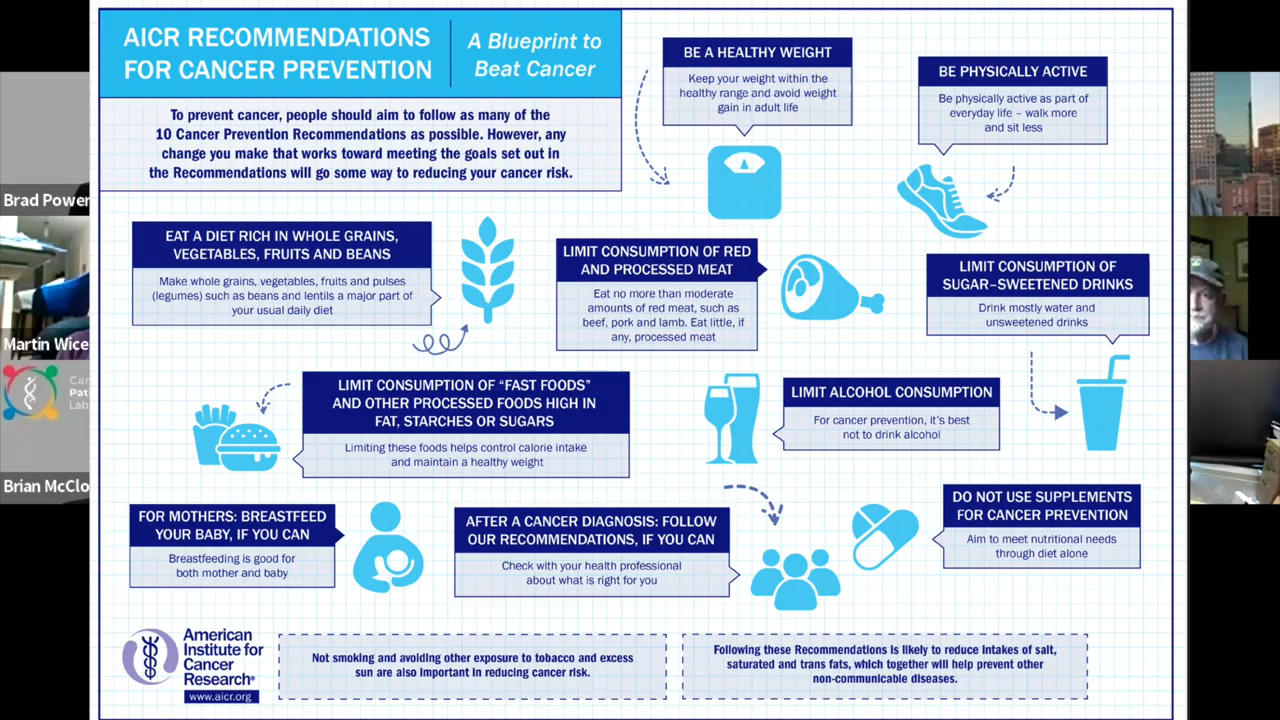 AICR RECOMMENDATIONS
FOR CANCER PREVENTION
A Blueprint to
Beat Cancer
To prevent cancer, people should aim to follow as many of the
10 Cancer Prevention Recommendations as possible. However, any
change you make that works toward meeting the goals set out in
the Recommendations will go some way to reducing your cancer risk.
BE A HEALTHY WEIGHT
Keep your weight within the
healthy range and avoid weight
gain in adult life
BE PHYSICALLY ACTIVE
Be physically active as part of
everyday life – walk more
and sit less
EAT A DIET RICH IN WHOLE GRAINS,
VEGETABLES, FRUITS AND BEANS
Make whole grains, vegetables, fruits and pulses
(legumes) such as beans and lentils a major part of
your usual daily diet
LIMIT CONSUMPTION OF RED
AND PROCESSED MEAT
Eat no more than moderate
amounts of red meat, such as
beef, pork and lamb. Eat little, if
any, processed meat
LIMIT CONSUMPTION OF
SUGAR–SWEETENED DRINKS
Drink mostly water and
unsweetened drinks
LIMIT CONSUMPTION OF “FAST FOODS”
AND OTHER PROCESSED FOODS HIGH IN
FAT, STARCHES OR SUGARS
Limiting these foods helps control calorie intake
and maintain a healthy weight
LIMIT ALCOHOL CONSUMPTION
For cancer prevention, it’s best
not to drink alcohol
FOR MOTHERS: BREASTFEED
YOUR BABY, IF YOU CAN
Breastfeeding is good for
both mother and baby
AFTER A CANCER DIAGNOSIS: FOLLOW
OUR RECOMMENDATIONS, IF YOU CAN
Check with your health professional
about what is right for you
DO NOT USE SUPPLEMENTS
FOR CANCER PREVENTION
Aim to meet nutritional needs
through diet alone
American
Institute for
Cancer
Research®
www.aicr.org
Not smoking and avoiding other exposure to tobacco and excess
sun are also important in reducing cancer risk.
Following these Recommendations is likely to reduce intakes of salt,
saturated and trans fats, which together will help prevent other
non-communicable diseases.
Brad Power
Martin Wice
Can
Pat
Lab
Brian McClo